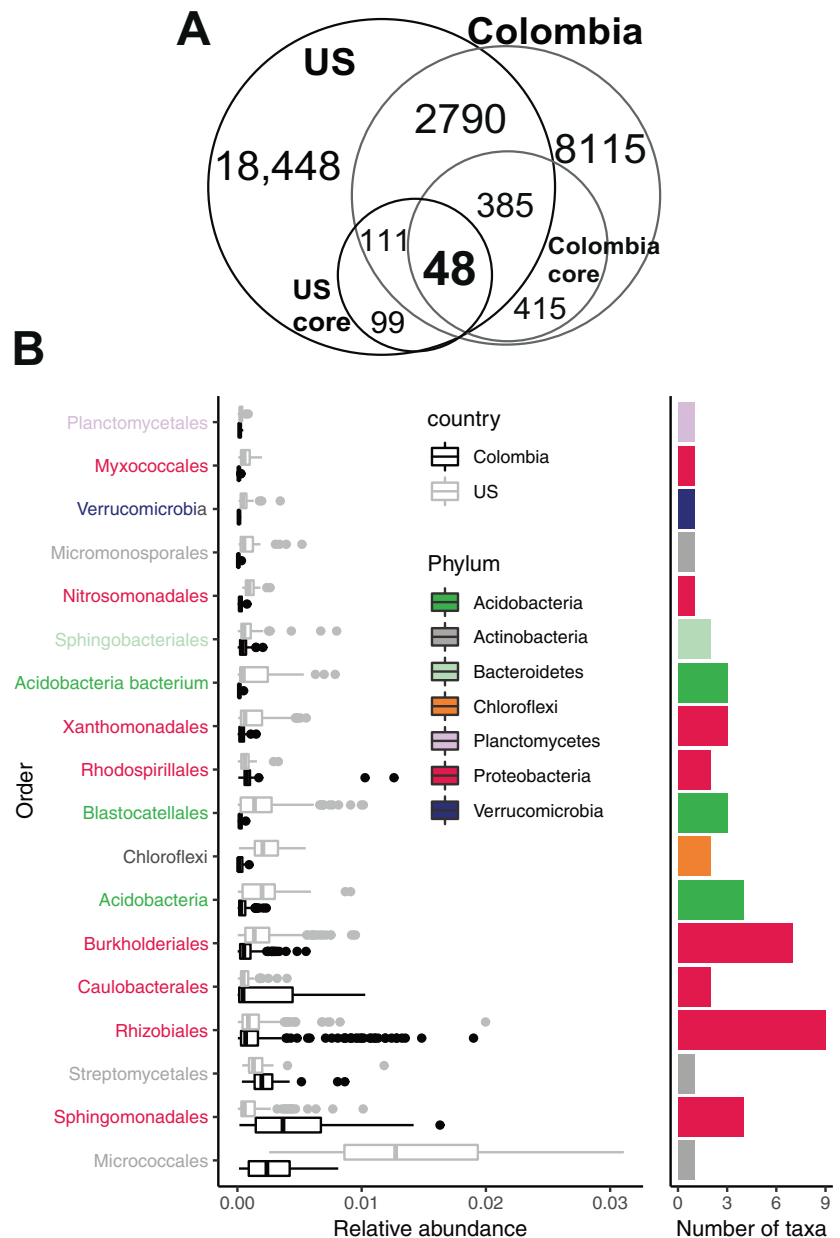 A
US
Colombia
2790
8115
18,448
385
111
48
Colombia
core
US
core
99
415
B
Planctomycetales
Myxococcales
Verrucomicrobia
Micromonosporales
Nitrosomonadales
Sphingobacteriales
Acidobacteria bacterium
Xanthomonadales
Rhodospirillales
Blastocatellales
Chloroflexi
Acidobacteria
Burkholderiales
Caulobacterales
Rhizobiales
Streptomycetales
Sphingomonadales
Micrococcales
Order
country
Colombia
US
Phylum
Acidobacteria
Actinobacteria
Bacteroidetes
Chloroflexi
Planctomycetes
Proteobacteria
Verrucomicrobia
0.00 0.01 0.02 0.03
Relative abundance
0 3 6 9
Number of taxa